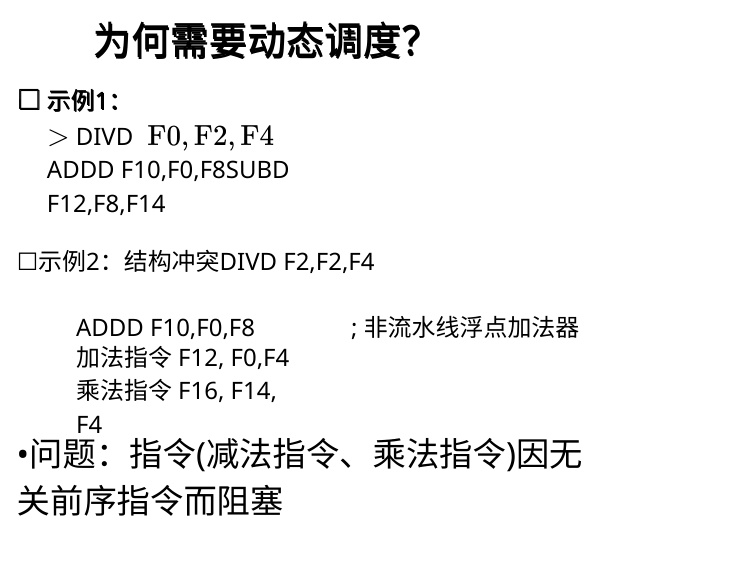 为何需要动态调度？
☐ 示例1：
> DIVD F0, F2, F4
ADDD F10,F0,F8SUBD
F12,F8,F14
☐示例2：结构冲突DIVD F2,F2,F4
ADDD F10,F0,F8 ; 非流水线浮点加法器
加法指令 F12, F0,F4
乘法指令 F16, F14,
F4
•问题：指令(减法指令、乘法指令)因无
关前序指令而阻塞